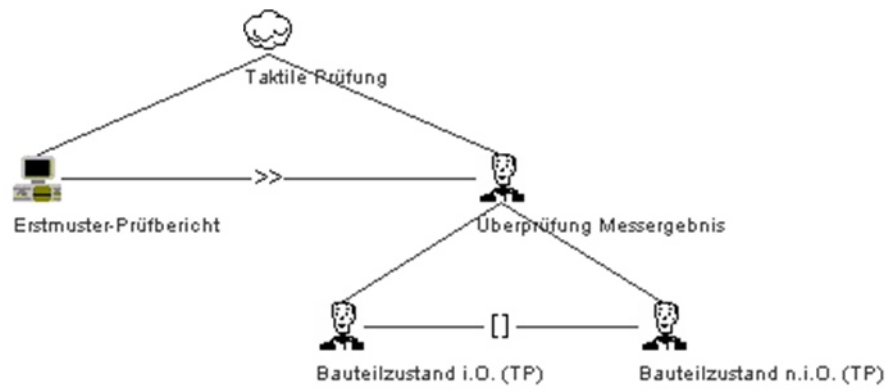 Taktile Prüfung
>>
Erstmuster-Prüfbericht
Überprüfung Messergebnis
[]
Bauteilzustand i.O. (TP)
Bauteilzustand n.i.O. (TP)